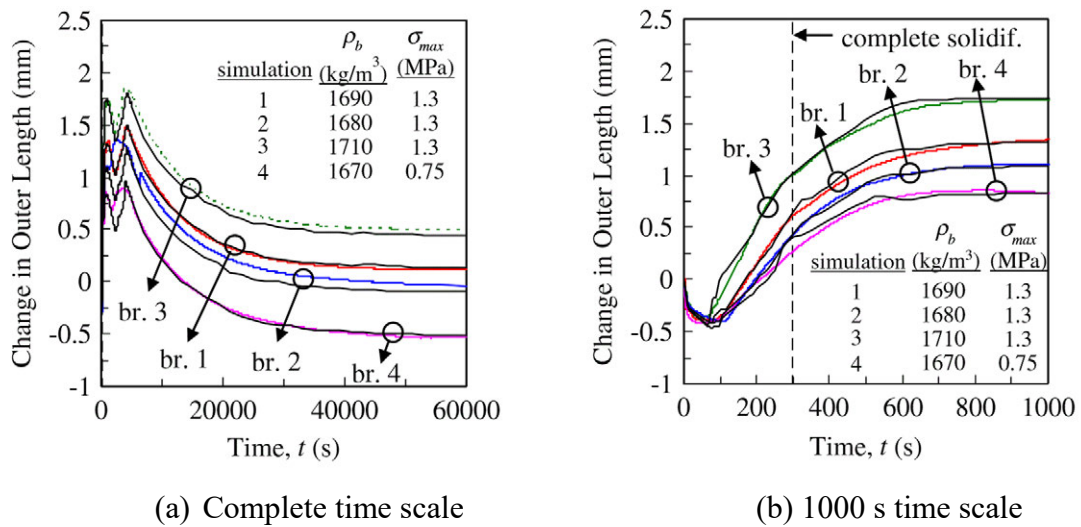 Change in Outer Length (mm)
2.5
2
1.5
1
0.5
0
-0.5
-1
ρb σmax
simulation (kg/m³) (MPa)
1 1690 1.3
2 1680 1.3
3 1710 1.3
4 1670 0.75
br. 3
br. 1
br. 2
br. 4
0 20000 40000 60000
Time, t (s)
(a) Complete time scale
Change in Outer Length (mm)
2.5
2
1.5
1
0.5
0
-0.5
-1
complete solidif.
br. 2
br. 4
br. 1
br. 3
ρb σmax
simulation (kg/m³) (MPa)
1 1690 1.3
2 1680 1.3
3 1710 1.3
4 1670 0.75
0 200 400 600 800 1000
Time, t (s)
(b) 1000 s time scale